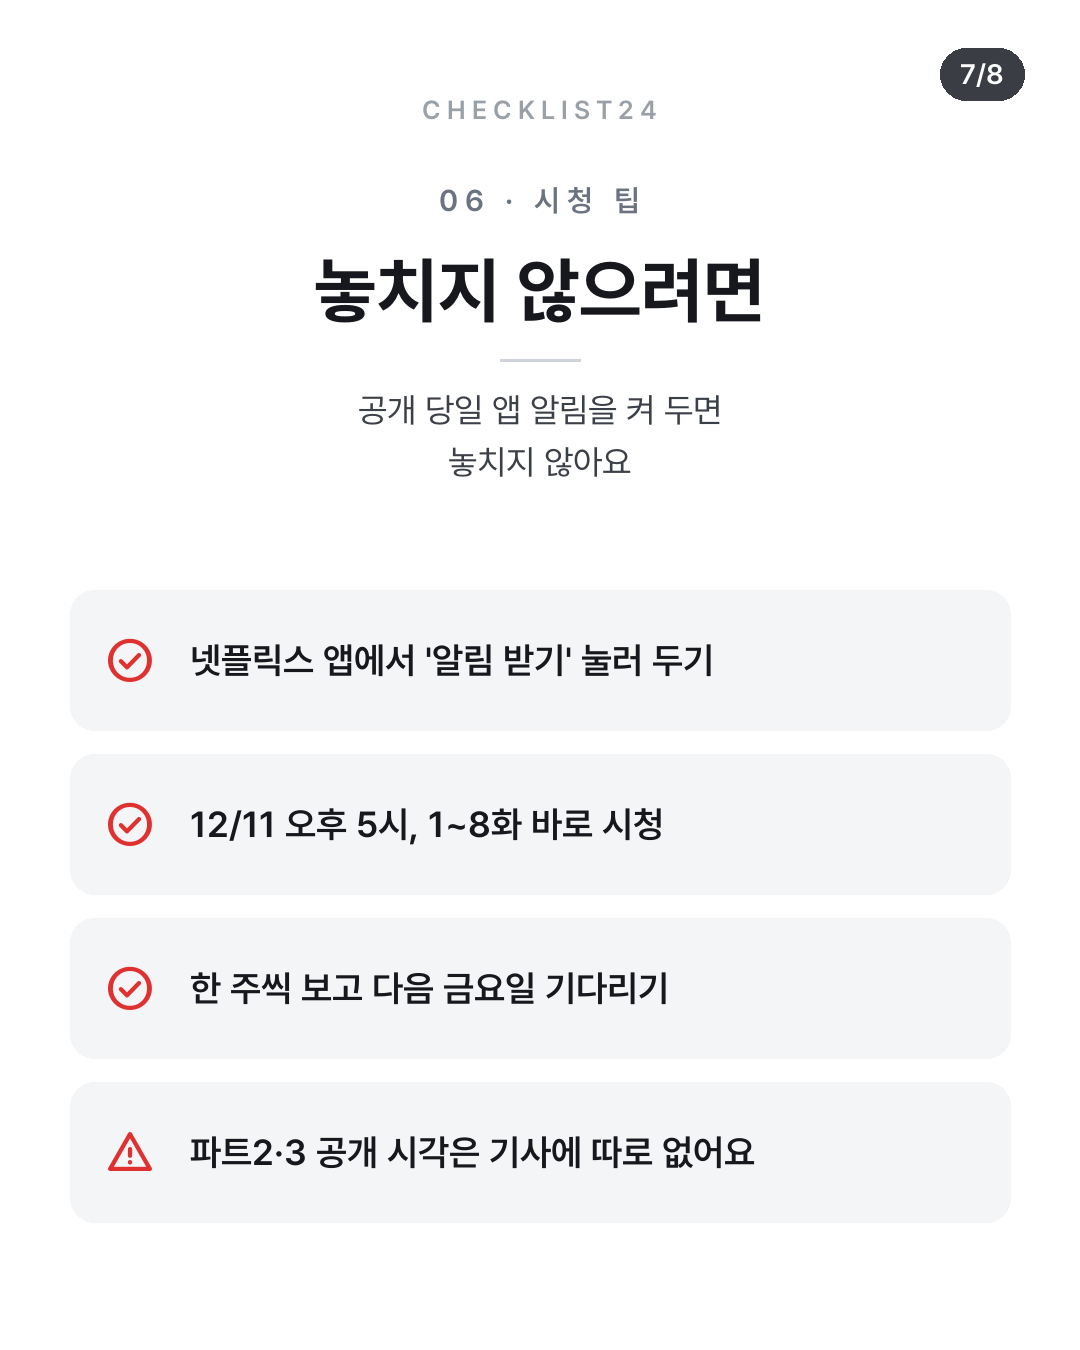 7/8
CHECKLIST24
06 · 시청 팁
놓치지 않으려면
공개 당일 앱 알림을 켜 두면
놓치지 않아요
넷플릭스 앱에서 '알림 받기' 눌러 두기
12/11 오후 5시, 1~8화 바로 시청
한 주씩 보고 다음 금요일 기다리기
파트2·3 공개 시각은 기사에 따로 없어요